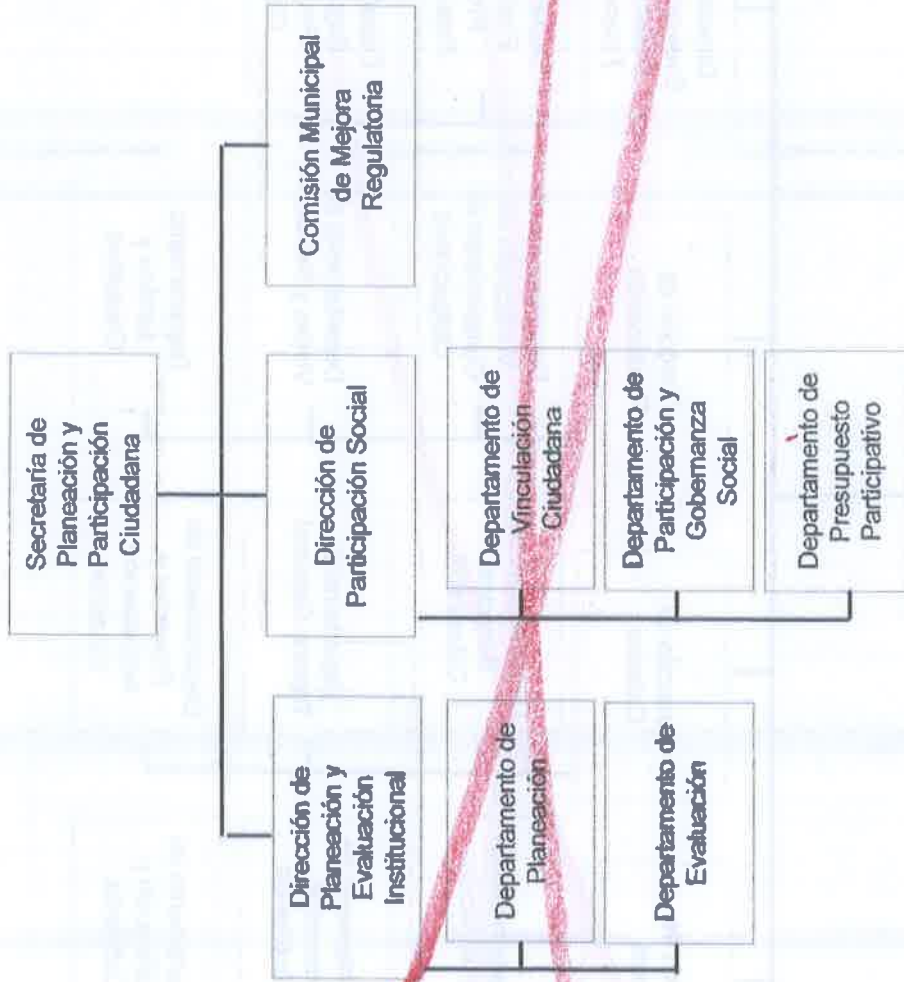 Secretaría de
Planeación y
Participación
Ciudadana
Dirección de
Planeación y
Evaluación
Institucional
Departamento de
Planeación
Departamento de
Evaluación
Dirección de
Participación Social
Departamento de
Vinculación
Ciudadana
Departamento de
Participación y
Gobernanza
Social
Departamento de
Presupuesto
Participativo
Comisión Municipal
de Mejora
Regulatoria